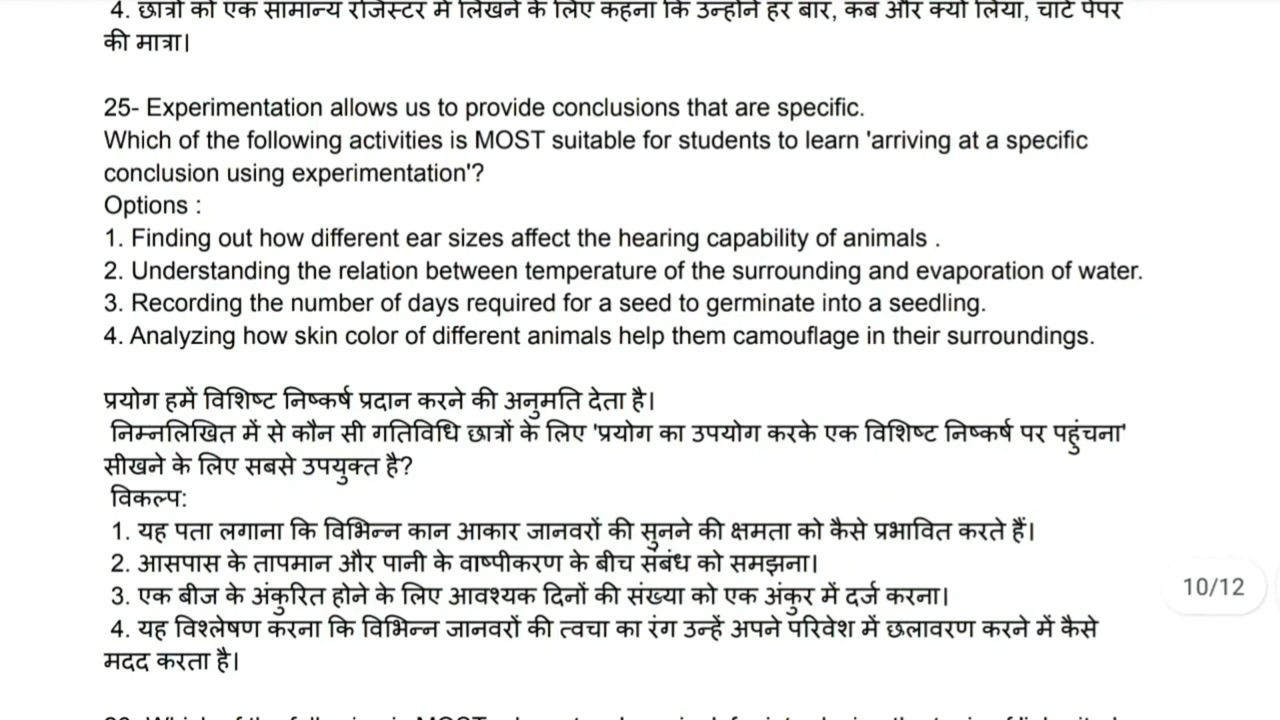 4. छात्रों को एक सामान्य रजिस्टर में लिखने के लिए कहना कि उन्होंने हर बार, कब और क्यों लिया, चार्ट पेपर
की मात्रा।
25- Experimentation allows us to provide conclusions that are specific.
Which of the following activities is MOST suitable for students to learn 'arriving at a specific
conclusion using experimentation'?
Options :
1. Finding out how different ear sizes affect the hearing capability of animals .
2. Understanding the relation between temperature of the surrounding and evaporation of water.
3. Recording the number of days required for a seed to germinate into a seedling.
4. Analyzing how skin color of different animals help them camouflage in their surroundings.
प्रयोग हमें विशिष्ट निष्कर्ष प्रदान करने की अनुमति देता है।
निम्नलिखित में से कौन सी गतिविधि छात्रों के लिए 'प्रयोग का उपयोग करके एक विशिष्ट निष्कर्ष पर पहुंचना'
सीखने के लिए सबसे उपयुक्त है?
विकल्प:
1. यह पता लगाना कि विभिन्न कान आकार जानवरों की सुनने की क्षमता को कैसे प्रभावित करते हैं।
2. आसपास के तापमान और पानी के वाष्पीकरण के बीच संबंध को समझना।
3. एक बीज के अंकुरित होने के लिए आवश्यक दिनों की संख्या को एक अंकुर में दर्ज करना।
10/12
4. यह विश्लेषण करना कि विभिन्न जानवरों की त्वचा का रंग उन्हें अपने परिवेश में छलावरण करने में कैसे
मदद करता है।